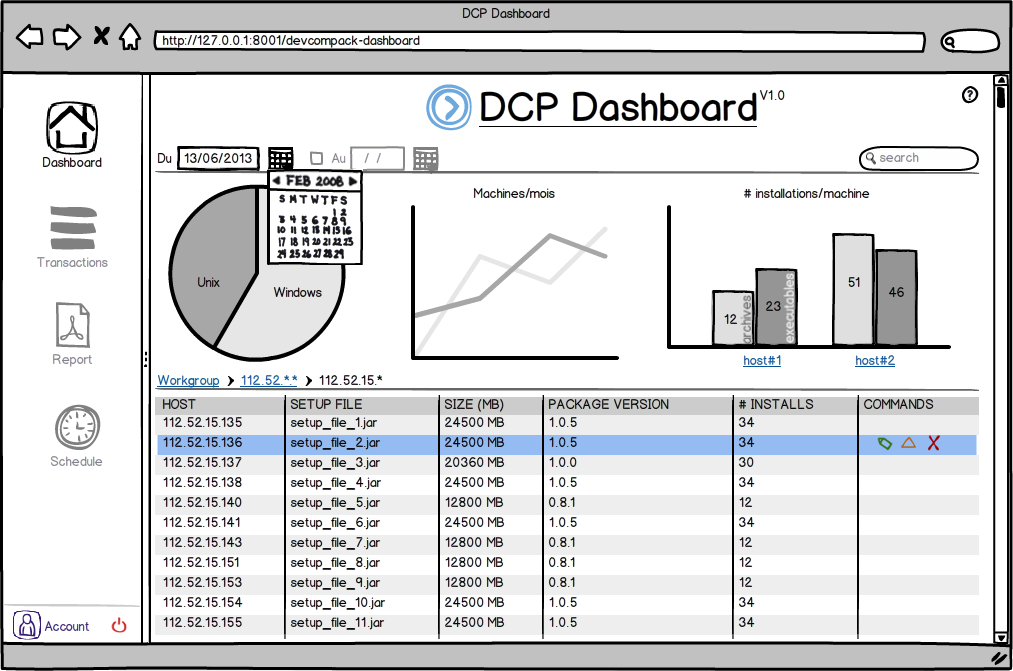 DCP Dashboard
http://127.0.0.1:8001/devcompack-dashboard
DCP Dashboard V1.0
?
Dashboard
Transactions
Report
Schedule
Account
Du 13/06/2013 Au / /
search
FEB 2008
S M T W T F S
1 2
3 4 5 6 7 8 9
10 11 12 13 14 15 16
17 18 19 20 21 22 23
24 25 26 27 28 29
Unix
Windows
Machines/mois
# installations/machine
12 archives
23 executables
51
46
host#1
host#2
Workgroup 112.52.*.* 112.52.15.*
HOST SETUP FILE SIZE (MB) PACKAGE VERSION # INSTALLS COMMANDS
112.52.15.135 setup_file_1.jar 24500 MB 1.0.5 34
112.52.15.136 setup_file_2.jar 24500 MB 1.0.5 34
112.52.15.137 setup_file_3.jar 20360 MB 1.0.0 30
112.52.15.138 setup_file_4.jar 24500 MB 1.0.5 34
112.52.15.140 setup_file_5.jar 12800 MB 0.8.1 12
112.52.15.141 setup_file_6.jar 24500 MB 1.0.5 34
112.52.15.143 setup_file_7.jar 12800 MB 0.8.1 12
112.52.15.151 setup_file_8.jar 12800 MB 0.8.1 12
112.52.15.153 setup_file_9.jar 12800 MB 0.8.1 12
112.52.15.154 setup_file_10.jar 24500 MB 1.0.5 34
112.52.15.155 setup_file_11.jar 24500 MB 1.0.5 34